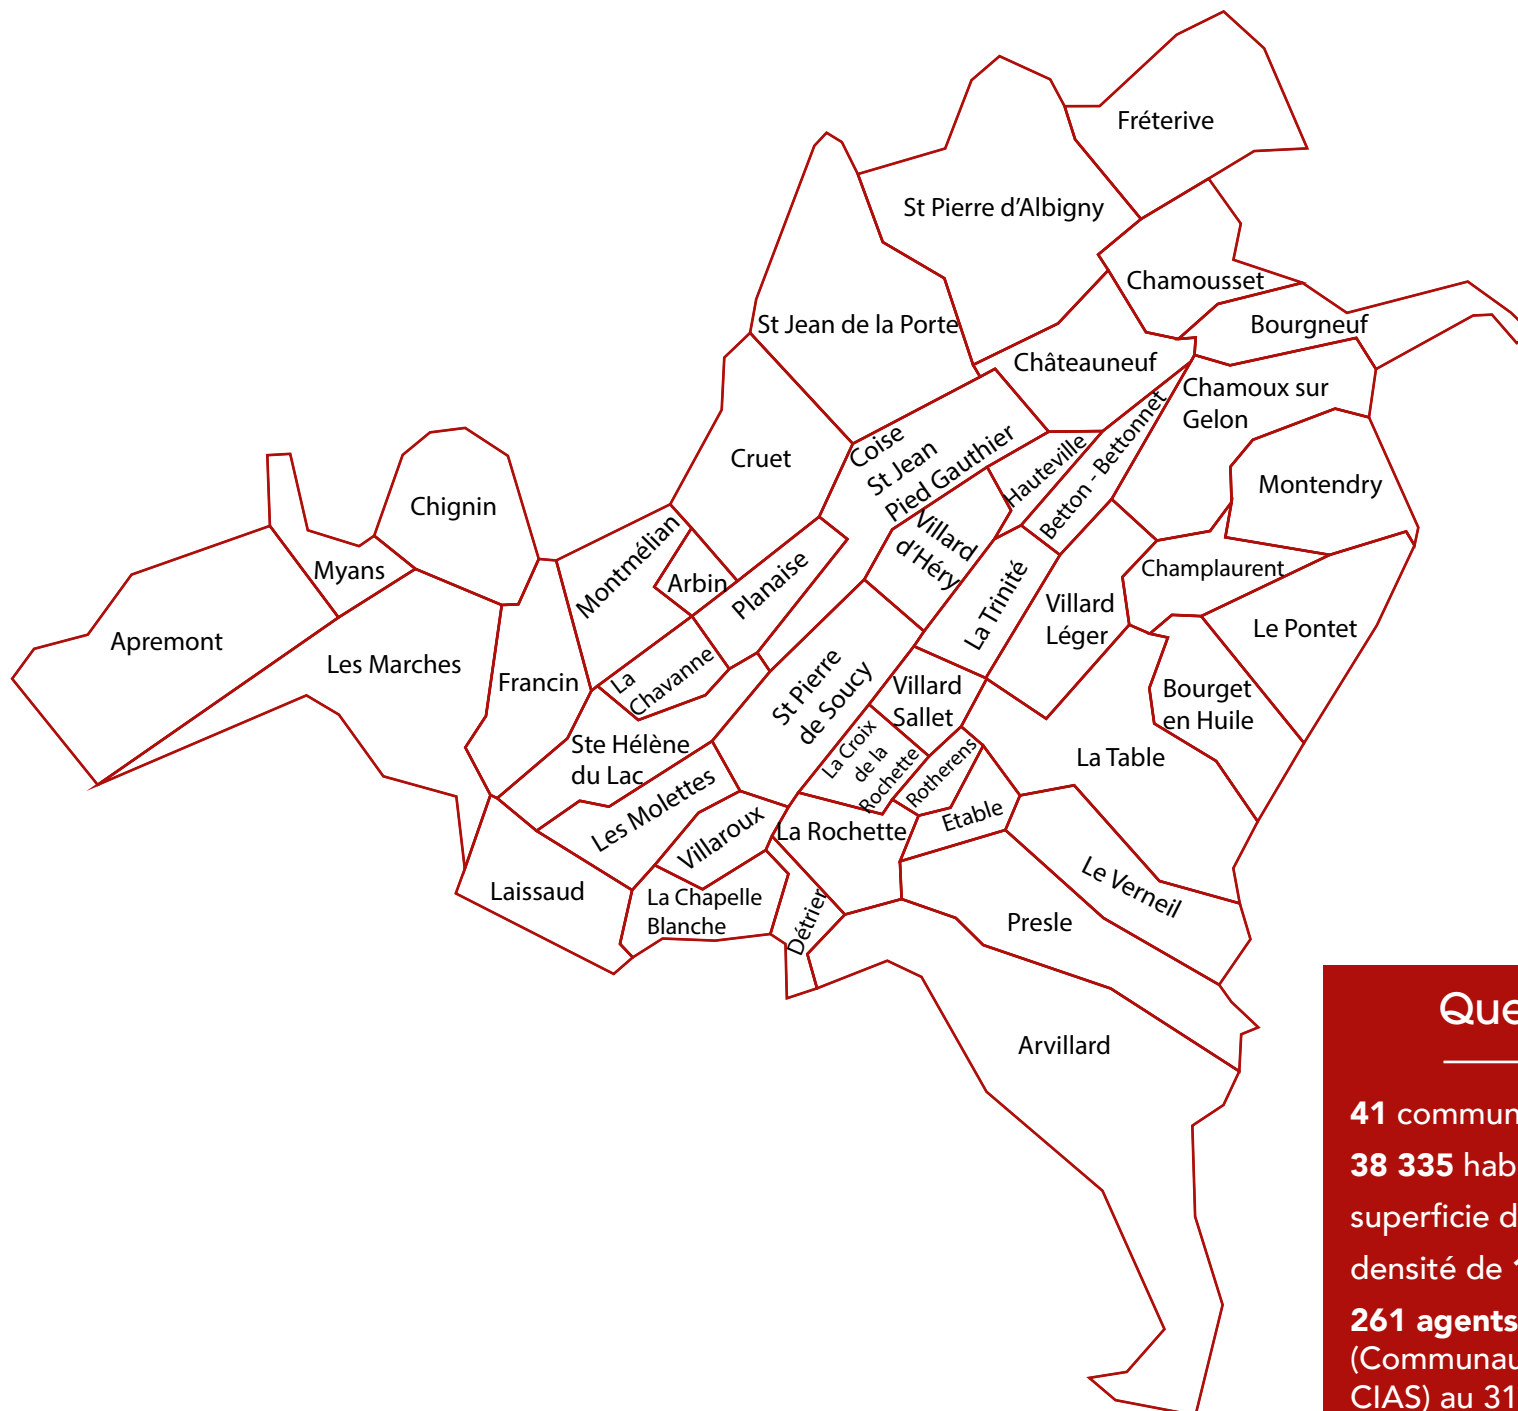 Fréterive
St Pierre d’Albigny
Chamousset
St Jean de la Porte
Bourgneuf
Châteauneuf
Chamoux sur
Gelon
Betton - Bettonnet
Coise
St Jean
Pied Gauthier
Hauteville
Cruet
Montendry
Chignin
Villard
d’Héry
Montmélian
Arbin
Planaise
Myans
Champlaurent
La Trinité
Villard
Léger
Apremont
Le Pontet
Les Marches
Francin
La
Chavanne
St Pierre
de Soucy
Villard
Sallet
Bourget
en Huile
Ste Hélène
du Lac
La Croix
de la
Rochette
Rotherens
La Table
Les Molettes
Villaroux
La Rochette
Etable
Laissaud
La Chapelle
Blanche
Détrier
Le Verneil
Presle
Arvillard
Que
41 commun
38 335 hab
superficie d
densité de
261 agents
(Communau
CIAS) au 31